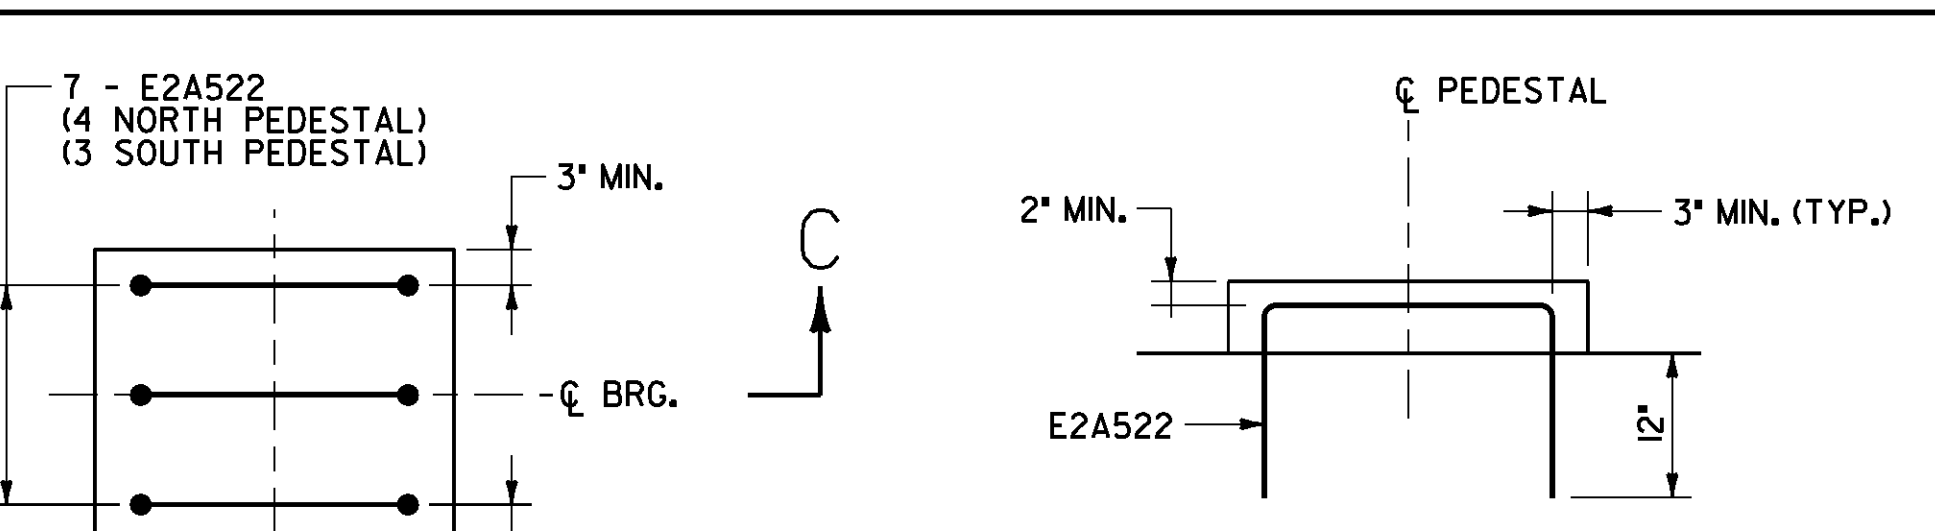 7 - E2A522
(4 NORTH PEDESTAL)
(3 SOUTH PEDESTAL)
3" MIN.
C
℄ BRG.
℄ PEDESTAL
2" MIN.
3" MIN. (TYP.)
E2A522
12"